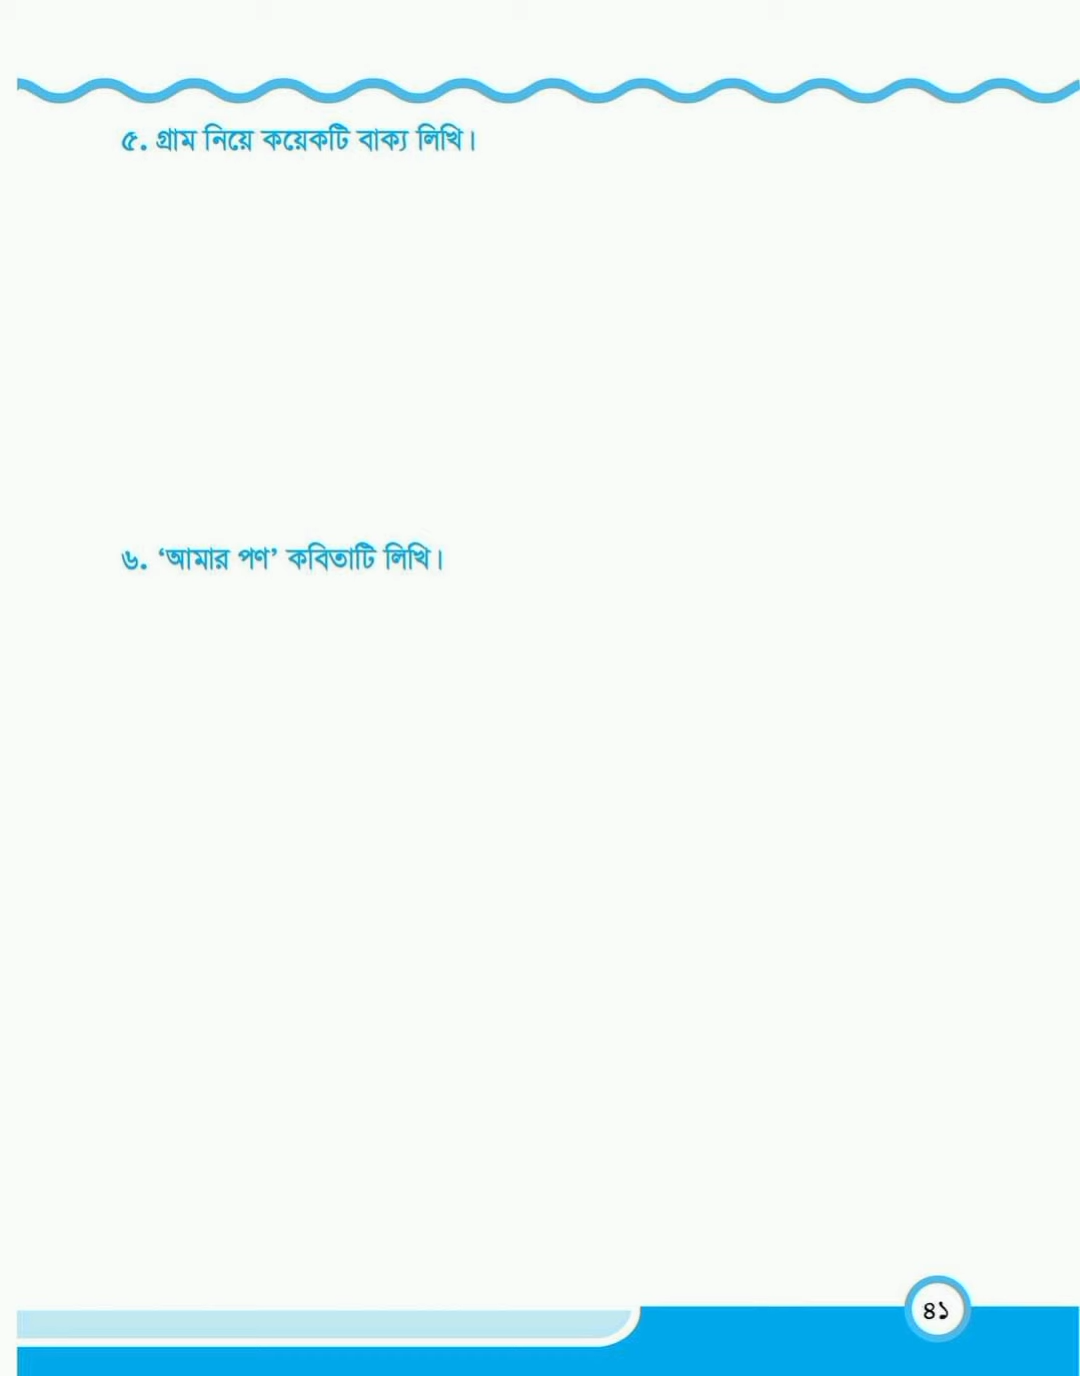 ৫. গ্রাম নিয়ে কয়েকটি বাক্য লিখি।
৬. ‘আমার পণ’ কবিতাটি লিখি।
৪১